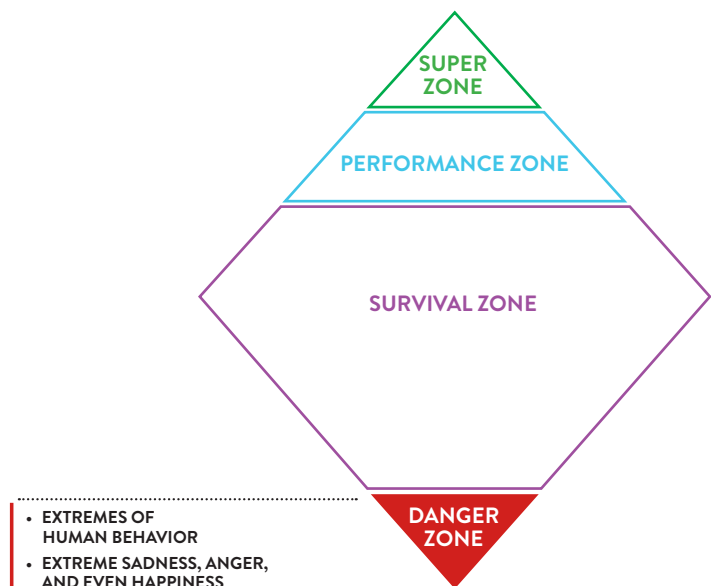 SUPER
ZONE
PERFORMANCE ZONE
SURVIVAL ZONE
DANGER
ZONE
• EXTREMES OF
HUMAN BEHAVIOR
• EXTREME SADNESS, ANGER,
AND EVEN HAPPINESS